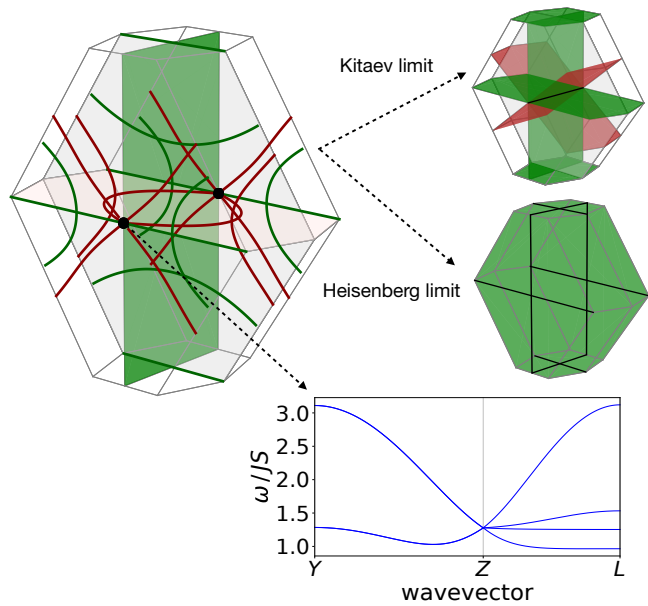 Kitaev limit
Heisenberg limit
ω/JS
3.0
2.5
2.0
1.5
1.0
Y
Z
L
wavevector